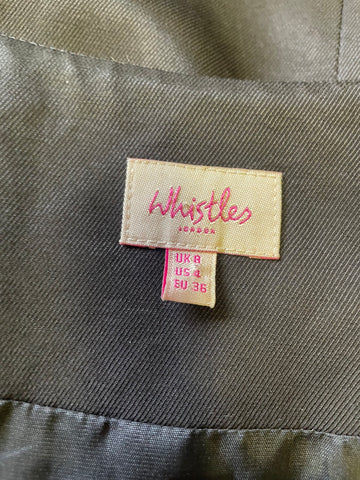 Whistles
LONDON
UK 8
US 4
EU 36